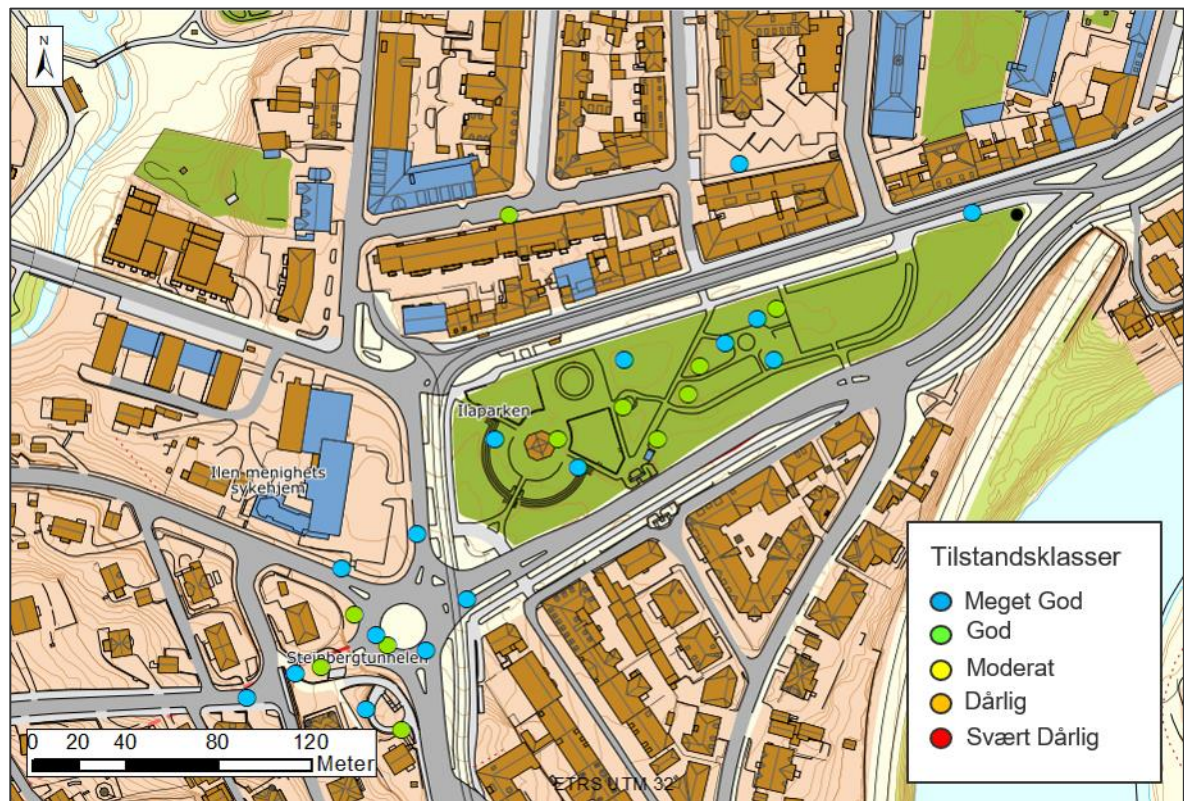 N
Ilaparken
Ilen menighets
sykehjem
Steinbergtunnelen
Tilstandsklasser
Meget God
God
Moderat
Dårlig
Svært Dårlig
0 20 40 80 120
Meter
ETRS UTM 32